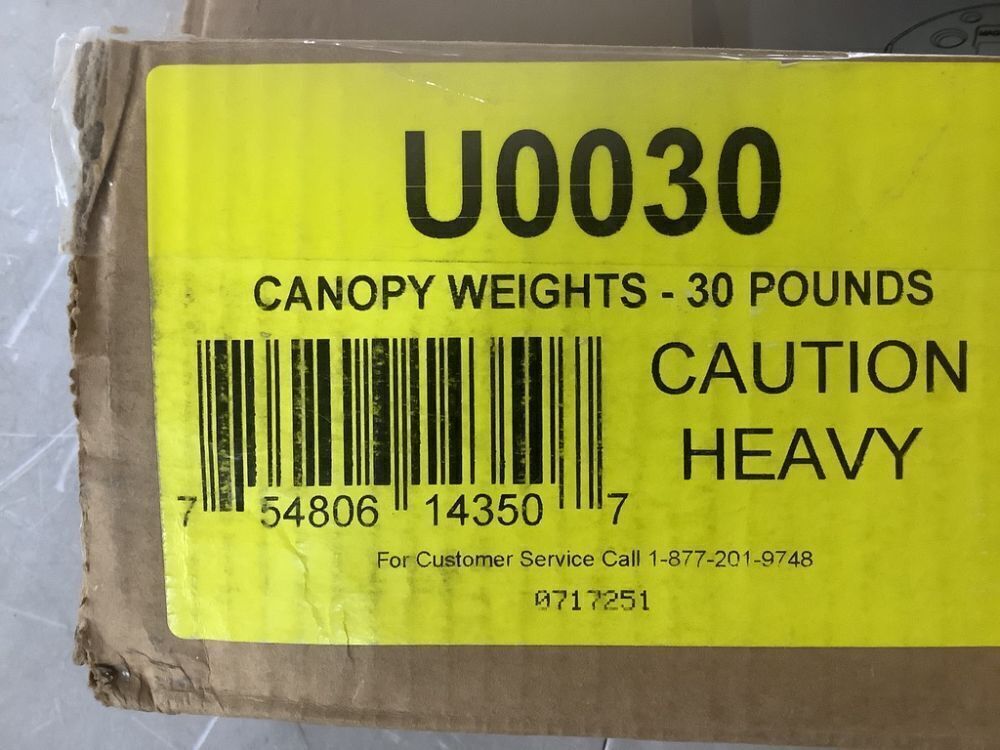 U0030
CANOPY WEIGHTS - 30 POUNDS
CAUTION
HEAVY
7 54806 14350 7
For Customer Service Call 1-877-201-9748
0717251